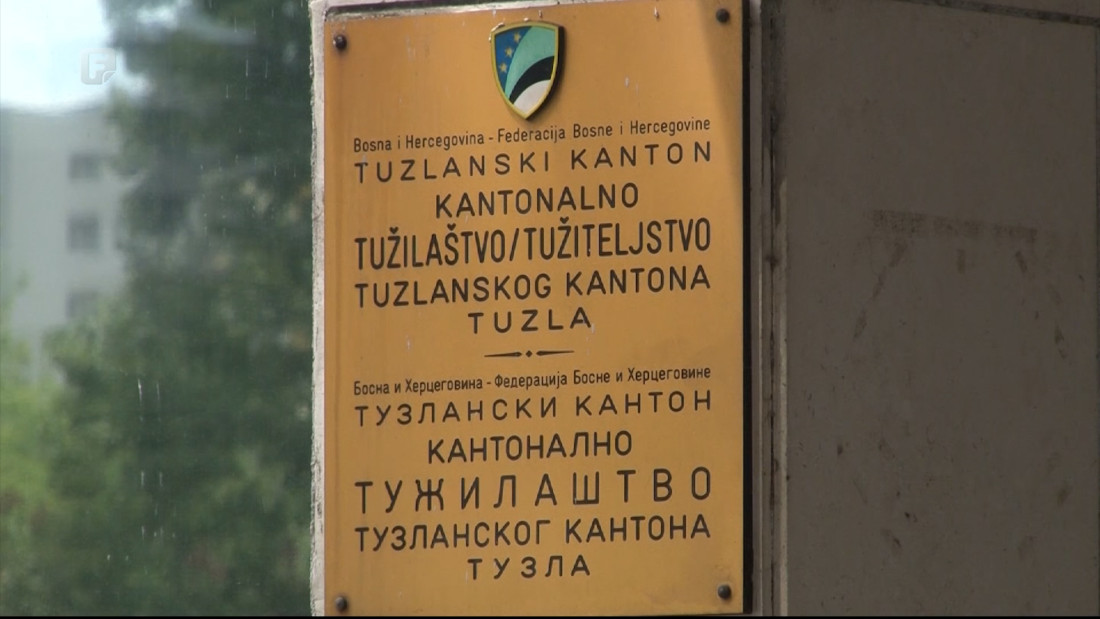 Bosna i Hercegovina - Federacija Bosne i Hercegovine
TUZLANSKI KANTON
KANTONALNO
TUŽILAŠTVO/TUŽITELJSTVO
TUZLANSKOG KANTONA
TUZLA
Босна и Херцеговина - Федерација Босне и Херцеговине
ТУЗЛАНСКИ КАНТОН
КАНТОНАЛНО
ТУЖИЛАШТВО
ТУЗЛАНСКОГ КАНТОНА
ТУЗЛА